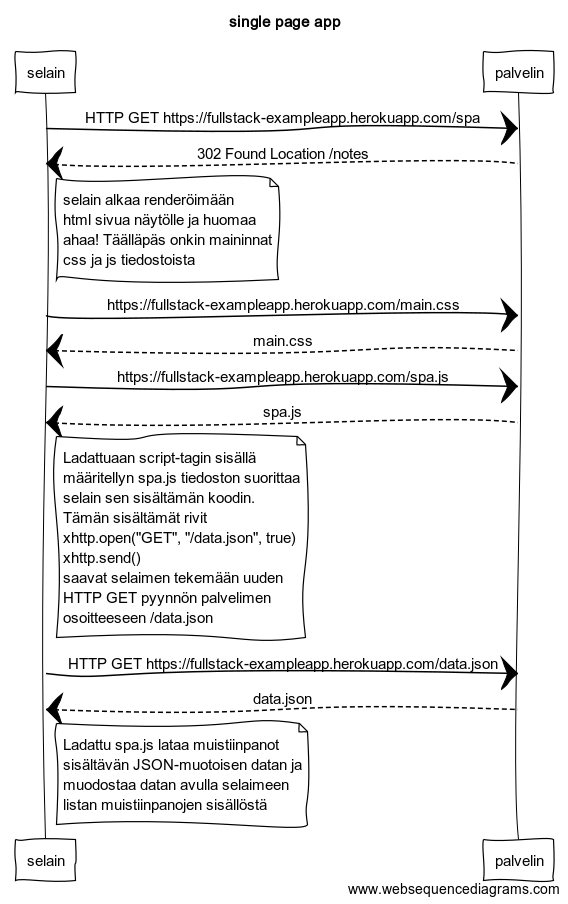 single page app
selain
palvelin
HTTP GET https://fullstack-exampleapp.herokuapp.com/spa
302 Found Location /notes
selain alkaa renderöimään
html sivua näytölle ja huomaa
ahaa! Täälläpäs onkin maininnat
css ja js tiedostoista
https://fullstack-exampleapp.herokuapp.com/main.css
main.css
https://fullstack-exampleapp.herokuapp.com/spa.js
spa.js
Ladattuaan script-tagin sisällä
määritellyn spa.js tiedoston suorittaa
selain sen sisältämän koodin.
Tämän sisältämät rivit
xhttp.open("GET", "/data.json", true)
xhttp.send()
saavat selaimen tekemään uuden
HTTP GET pyynnön palvelimen
osoitteeseen /data.json
HTTP GET https://fullstack-exampleapp.herokuapp.com/data.json
data.json
Ladattu spa.js lataa muistiinpanot
sisältävän JSON-muotoisen datan ja
muodostaa datan avulla selaimeen
listan muistiinpanojen sisällöstä
selain
palvelin
www.websequencediagrams.com